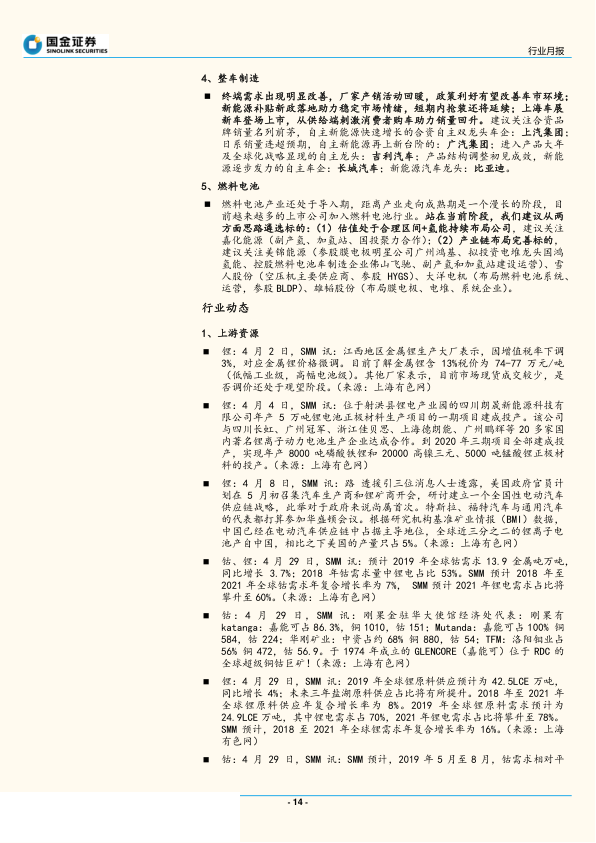 国金证券
SINOLINK SECURITIES
行业月报
4、整车制造
■ 终端需求出现明显改善，厂家产销活动回暖，政策利好有望改善车市环境；
新能源补贴新政落地助力稳定市场情绪，短期内抢装还将延续；上海车展
新车登场上市，从供给端刺激消费者购车助力销量回升。建议关注合资品
牌销量名列前茅，自主新能源快速增长的合资自主双龙头车企：上汽集团；
日系销量连超预期，自主新能源再上新台阶的：广汽集团；进入产品大年
及全球化战略显现的自主龙头：吉利汽车；产品结构调整初见成效，新能
源逐步发力的自主车企：长城汽车；新能源汽车龙头：比亚迪。
5、燃料电池
■ 燃料电池产业还处于导入期，距离产业走向成熟期是一个漫长的阶段，目
前越来越多的上市公司加入燃料电池行业。站在当前阶段，我们建议从两
方面思路遴选标的：（1）估值处于合理区间+氢能持续布局公司，建议关注
嘉化能源（副产氢、加氢站、国投聚力合作）；（2）产业链布局完善标的，
建议关注美锦能源（参股膜电极明星公司广州鸿基、拟投资电堆龙头国鸿
氢能、控股燃料电池车制造企业佛山飞驰、副产氢和加氢站建设运营）、雪
人股份（空压机主要供应商、参股 HYGS）、大洋电机（布局燃料电池系统、
运营，参股 BLDP）、雄韬股份（布局膜电极、电堆、系统企业）。
行业动态
1、上游资源
■ 锂：4 月 2 日，SMM 讯：江西地区金属锂生产大厂表示，因增值税率下调
3%，对应金属锂价格微调。目前了解金属锂含 13%税价为 74-77 万元/吨
（低幅工业级，高幅电池级）。其他厂家表示，目前市场现货成交较少，是
否调价还处于观望阶段。（来源：上海有色网）
■ 锂：4 月 4 日，SMM 讯：位于射洪县锂电产业园的四川朗晟新能源科技有
限公司年产 5 万吨锂电池正极材料生产项目的一期项目建成投产。该公司
与四川长虹、广州冠军、浙江佳贝思、上海德朗能、广州鹏辉等 20 多家国
内著名锂离子动力电池生产企业达成合作。到 2020 年三期项目全部建成投
产，实现年产 8000 吨磷酸铁锂和 20000 高镍三元、5000 吨锰酸锂正极材
料的投产。（来源：上海有色网）
■ 锂：4 月 8 日，SMM 讯：路 透援引三位消息人士透露，美国政府官员计
划在 5 月初召集汽车生产商和锂矿商开会，研讨建立一个全国性电动汽车
供应链战略，此举对于政府来说尚属首次。特斯拉、福特汽车与通用汽车
的代表都打算参加华盛顿会议。根据研究机构基准矿业情报（BMI）数据，
中国已经在电动汽车供应链中占据主导地位，全球近三分之二的锂离子电
池产自中国，相比之下美国的产量只占 5%。（来源：上海有色网）
■ 钴、锂：4 月 29 日，SMM 讯：预计 2019 年全球钴需求 13.9 金属吨万吨，
同比增长 3.7%；2018 年钴需求量中锂电占比 53%。SMM 预计 2018 年至
2021 年全球钴需求年复合增长率为 7%， SMM 预计 2021 年锂电需求占比将
攀升至 60%。（来源：上海有色网）
■ 钴：4 月 29 日，SMM 讯：刚果金驻华大使馆经济处代表：刚果有
katanga：嘉能可占 86.3%，铜 1010，钴 151；Mutanda：嘉能可占 100% 铜
584，钴 224；华刚矿业：中资占约 68% 铜 880，钴 54；TFM：洛阳钼业占
56% 铜 472，钴 56.9。于 1974 年成立的 GLENCORE（嘉能可）位于 RDC 的
全球超级铜钴巨矿！（来源：上海有色网）
■ 锂：4 月 29 日，SMM 讯：2019 年全球锂原料供应预计为 42.5LCE 万吨，
同比增长 4%；未来三年盐湖原料供应占比将有所提升。2018 年至 2021 年
全球锂原料供应年复合增长率为 8%。2019 年全球锂原料需求预计为
24.9LCE 万吨，其中锂电需求占 70%，2021 年锂电需求占比将攀升至 78%。
SMM 预计，2018 至 2021 年全球锂需求年复合增长率为 16%。（来源：上海
有色网）
■ 钴：4 月 29 日，SMM 讯：SMM 预计，2019 年 5 月至 8 月，钴需求相对平
- 14 -